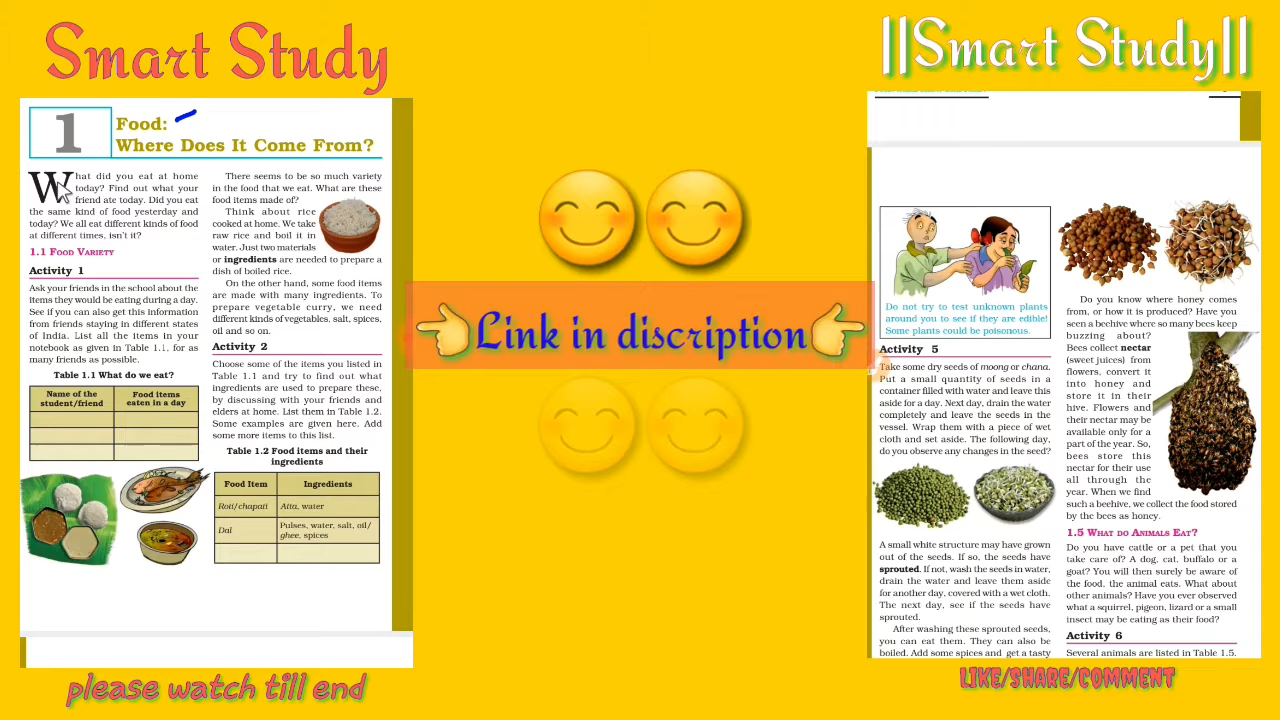 Smart Study
1
Food:
Where Does It Come From?
What did you eat at home
today? Find out what your
friend ate today. Did you eat
the same kind of food yesterday and
today? We all eat different kinds of food
at different times, isn't it?
1.1 Food Variety
Activity 1
Ask your friends in the school about the
items they would be eating during a day.
See if you can also get this information
from friends staying in different states
of India. List all the items in your
notebook as given in Table 1.1, for as
many friends as possible.
Table 1.1 What do we eat?
Name of the student/friend
Food items eaten in a day
There seems to be so much variety
in the food that we eat. What are these
food items made of?
Think about rice
cooked at home. We take
raw rice and boil it in
water. Just two materials
or ingredients are needed to prepare a
dish of boiled rice.
On the other hand, some food items
are made with many ingredients. To
prepare vegetable curry, we need
different kinds of vegetables, salt, spices,
oil and so on.
Activity 2
Choose some of the items you listed in
Table 1.1 and try to find out what
ingredients are used to prepare these,
by discussing with your friends and
elders at home. List them in Table 1.2.
Some examples are given here. Add
some more items to this list.
Table 1.2 Food items and their
ingredients
Food Item Ingredients
Roti/chapati Atta, water
Dal Pulses, water, salt, oil/
ghee, spices
please watch till end
Link in discription
||Smart Study||
Do not try to test unknown plants
around you to see if they are edible!
Some plants could be poisonous.
Activity 5
Take some dry seeds of moong or chana.
Put a small quantity of seeds in a
container filled with water and leave this
aside for a day. Next day, drain the water
completely and leave the seeds in the
vessel. Wrap them with a piece of wet
cloth and set aside. The following day,
do you observe any changes in the seed?
A small white structure may have grown
out of the seeds. If so, the seeds have
sprouted. If not, wash the seeds in water,
drain the water and leave them aside
for another day, covered with a wet cloth.
The next day, see if the seeds have
sprouted.
After washing these sprouted seeds,
you can eat them. They can also be
boiled. Add some spices and get a tasty
Do you know where honey comes
from, or how it is produced? Have you
seen a beehive where so many bees keep
buzzing about?
Bees collect nectar
(sweet juices) from
flowers, convert it
into honey and
store it in their
hive. Flowers and
their nectar may be
available only for a
part of the year. So,
bees store this
nectar for their use
all through the
year. When we find
such a beehive, we collect the food stored
by the bees as honey.
1.5 What do Animals Eat?
Do you have cattle or a pet that you
take care of? A dog, cat, buffalo or a
goat? You will then surely be aware of
the food, the animal eats. What about
other animals? Have you ever observed
what a squirrel, pigeon, lizard or a small
insect may be eating as their food?
Activity 6
Several animals are listed in Table 1.5.
LIKE/SHARE/COMMENT